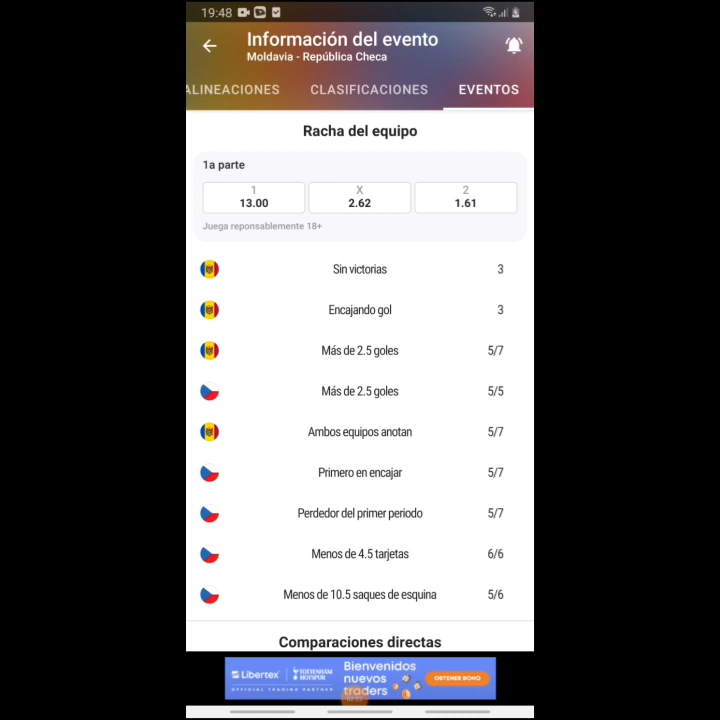 19:48
Información del evento
Moldavia - República Checa
ALINEACIONES CLASIFICACIONES EVENTOS
Racha del equipo
1a parte
1 X 2
13.00 2.62 1.61
Juega reponsablemente 18+
Sin victorias 3
Encajando gol 3
Más de 2.5 goles 5/7
Más de 2.5 goles 5/5
Ambos equipos anotan 5/7
Primero en encajar 5/7
Perdedor del primer periodo 5/7
Menos de 4.5 tarjetas 6/6
Menos de 10.5 saques de esquina 5/6
Comparaciones directas
Libertex TOTTENHAM HOTSPUR
OFFICIAL TRADING PARTNER
Bienvenidos
nuevos
traders
OBTENER BONO